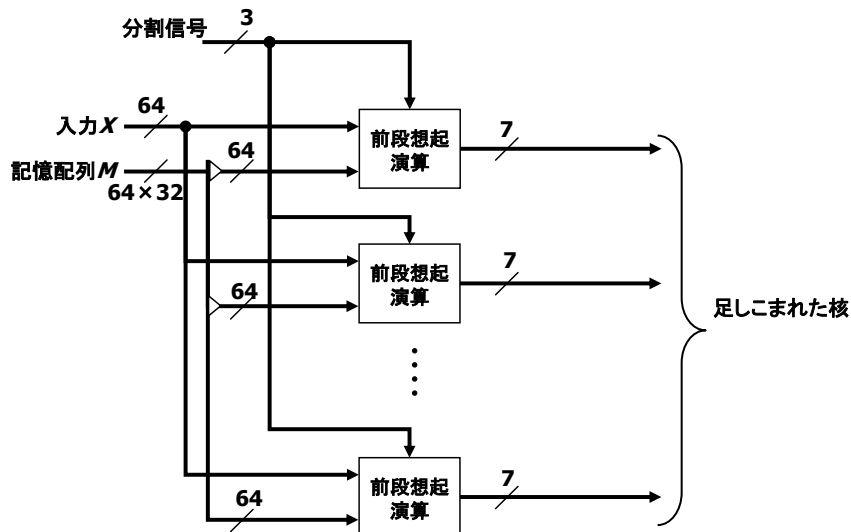 分割信号
3
入力X
64
記憶配列M
64×32
64
前段想起
演算
7
64
前段想起
演算
7
足しこまれた核
64
前段想起
演算
7